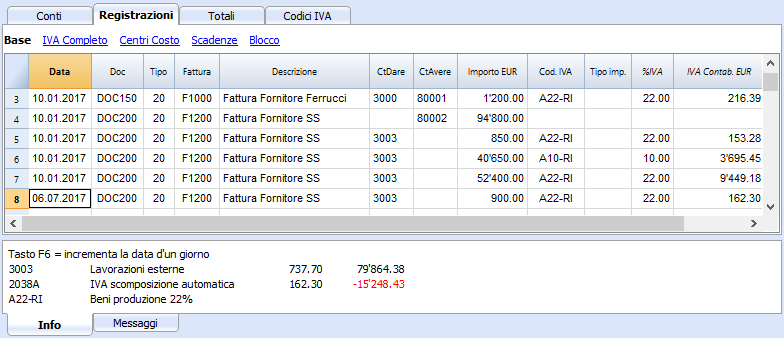 Conti Registrazioni Totali Codici IVA
Base IVA Completo Centri Costo Scadenze Blocco
Data Doc Tipo Fattura Descrizione CtDare CtAvere Importo EUR Cod. IVA Tipo imp. %IVA IVA Contab. EUR
3 10.01.2017 DOC150 20 F1000 Fattura Fornitore Ferrucci 3000 80001 1'200.00 A22-RI 22.00 216.39
4 10.01.2017 DOC200 20 F1200 Fattura Fornitore SS 80002 94'800.00
5 10.01.2017 DOC200 20 F1200 Fattura Fornitore SS 3003 850.00 A22-RI 22.00 153.28
6 10.01.2017 DOC200 20 F1200 Fattura Fornitore SS 3003 40'650.00 A10-RI 10.00 3'695.45
7 10.01.2017 DOC200 20 F1200 Fattura Fornitore SS 3003 52'400.00 A22-RI 22.00 9'449.18
8 06.07.2017 DOC200 20 F1200 Fattura Fornitore SS 3003 900.00 A22-RI 22.00 162.30
Tasto F6 = incrementa la data d'un giorno
3003 Lavorazioni esterne 737.70 79'864.38
2038A IVA scomposizione automatica 162.30 -15'248.43
A22-RI Beni produzione 22%
Info Messaggi